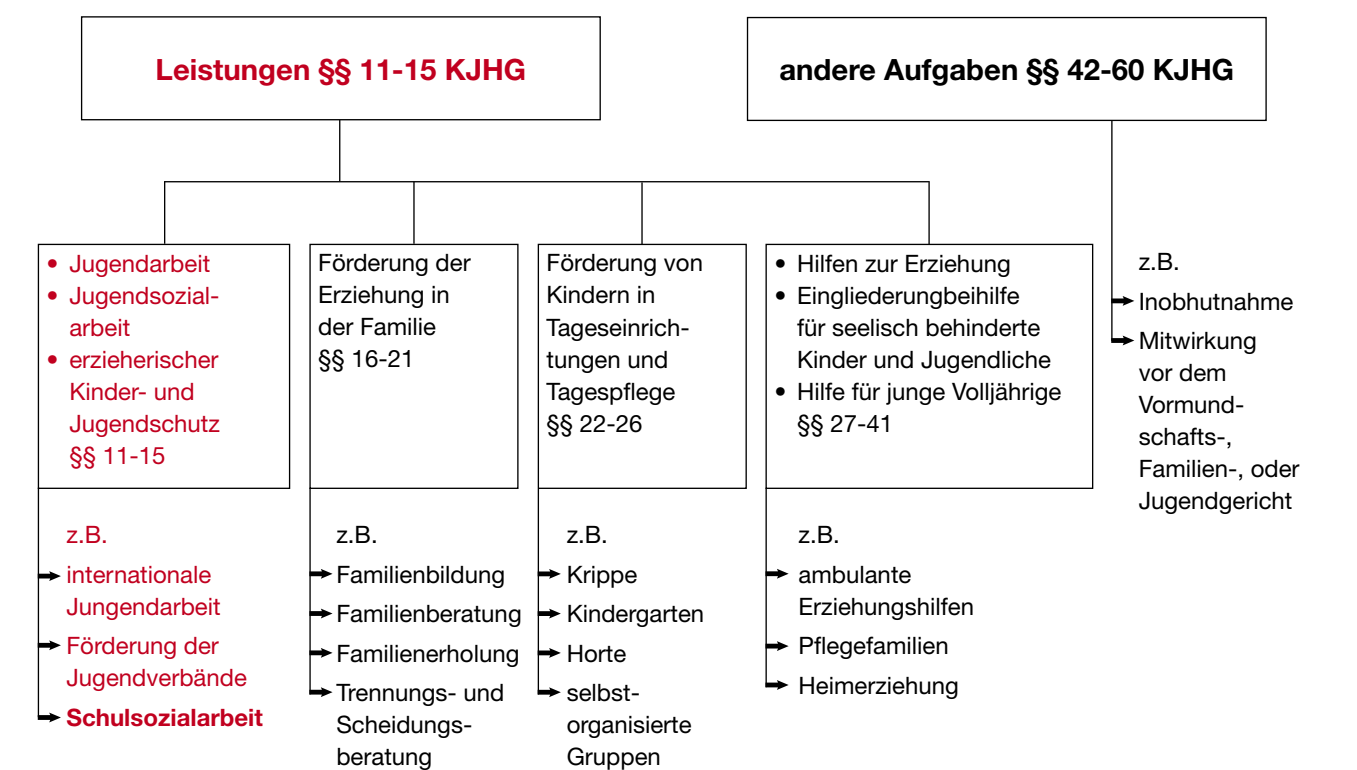 Leistungen §§ 11-15 KJHG
andere Aufgaben §§ 42-60 KJHG
• Jugendarbeit
• Jugendsozial-
arbeit
• erzieherischer
Kinder- und
Jugendschutz
§§ 11-15
z.B.
internationale
Jungendarbeit
Förderung der
Jugendverbände
Schulsozialarbeit
Förderung der
Erziehung in
der Familie
§§ 16-21
z.B.
Familienbildung
Familienberatung
Familienerholung
Trennungs- und
Scheidungs-
beratung
Förderung von
Kindern in
Tageseinrich-
tungen und
Tagespflege
§§ 22-26
z.B.
Krippe
Kindergarten
Horte
selbst-
organisierte
Gruppen
• Hilfen zur Erziehung
• Eingliederungbeihilfe
für seelisch behinderte
Kinder und Jugendliche
• Hilfe für junge Volljährige
§§ 27-41
z.B.
ambulante
Erziehungshilfen
Pflegefamilien
Heimerziehung
z.B.
Inobhutnahme
Mitwirkung
vor dem
Vormund-
schafts-,
Familien-, oder
Jugendgericht